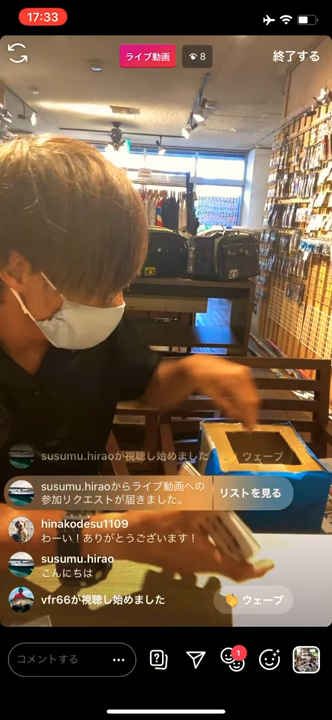 17:33
ライブ動画
8
終了する
susumu.hiraoが視聴し始めました
ウェーブ
susumu.hiraoからライブ動画への
参加リクエストが届きました。
リストを見る
hinakodesu1109
わーい！ありがとうございます！
susumu.hirao
こんにちは
vfr66が視聴し始めました
ウェーブ
コメントする
1